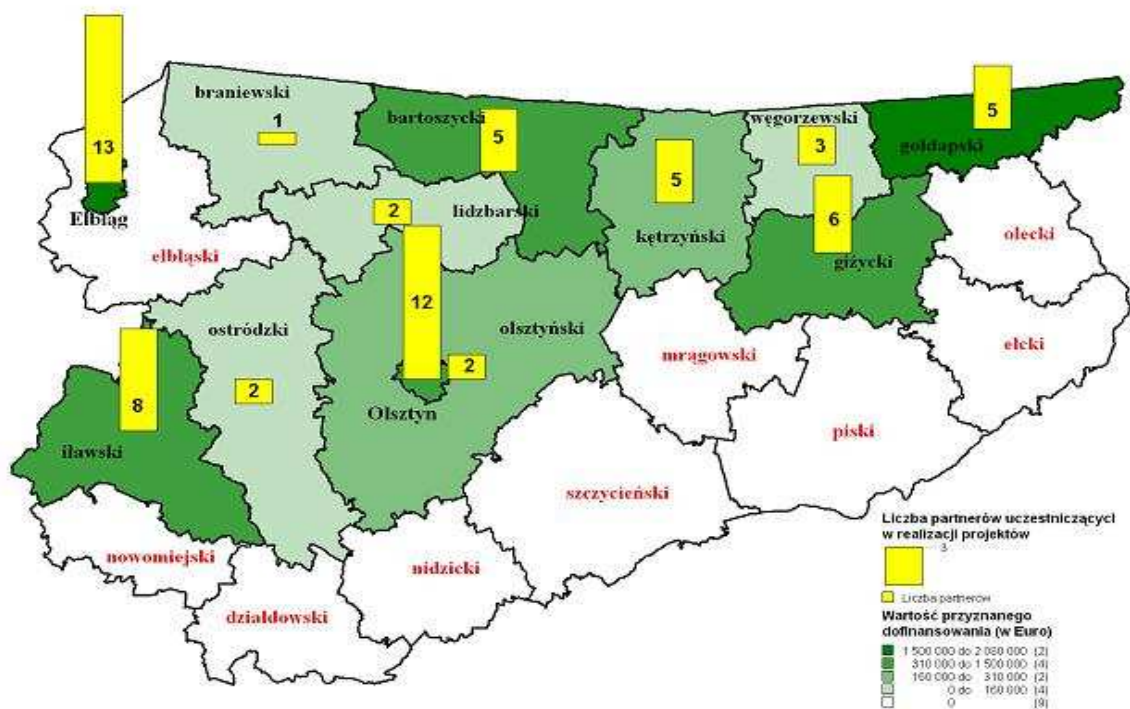 braniewski
1
bartoszycki
5
węgorzewski
3
5
gołdapski
13
Elbląg
elbląski
2
lidzbarski
5
kętrzyński
6
giżycki
olecki
12
ostródzki
olsztyński
mrągowski
ełcki
2
2
8
Olsztyn
iławski
piski
szczycieński
nowomiejski
nidzicki
działdowski
Liczba partnerów uczestniczącyci
w realizacji projektów
3
Liczba partnerów
Wartość przyznanego
dofinansowania (w Euro)
1 500 000 do 2 080 000 (2)
310 000 do 1 500 000 (4)
160 000 do 310 000 (2)
0 do 160 000 (4)
0 (9)